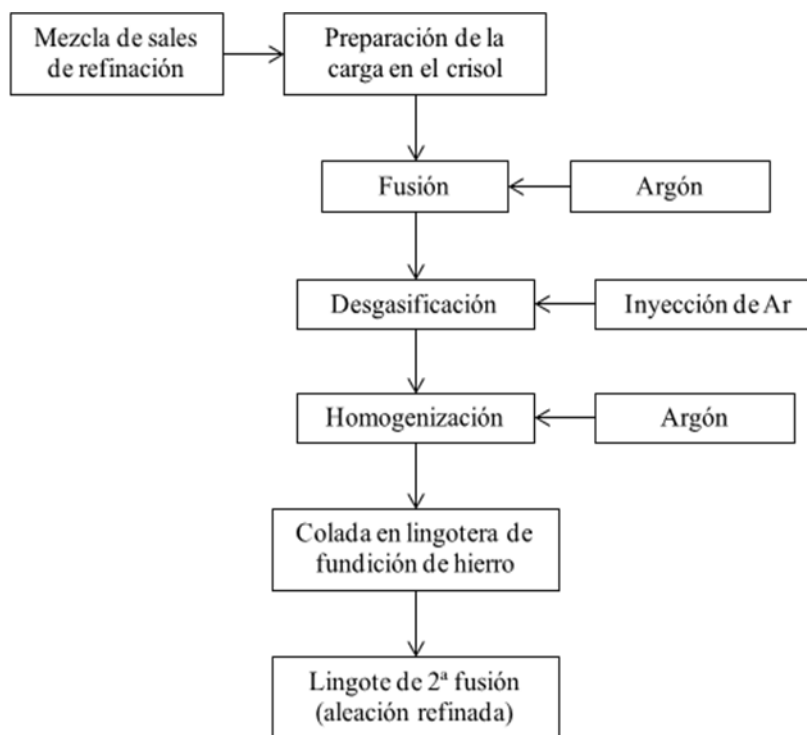 Mezcla de sales
de refinación
Preparación de la
carga en el crisol
Fusión
Argón
Desgasificación
Inyección de Ar
Homogenización
Argón
Colada en lingotera de
fundición de hierro
Lingote de 2ª fusión
(aleación refinada)